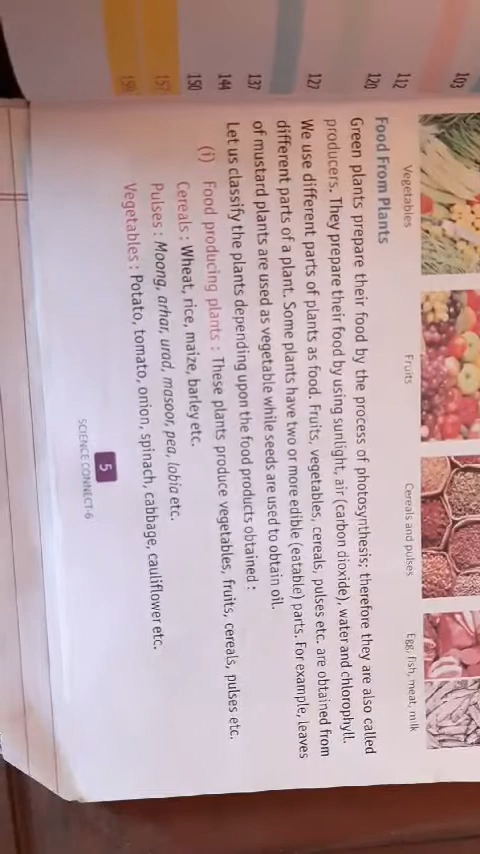 103
112
120
127
137
144
150
157
158
Vegetables Fruits Cereals and pulses Egg, fish, meat, milk
Food From Plants
Green plants prepare their food by the process of photosynthesis; therefore they are also called
producers. They prepare their food by using sunlight, air (carbon dioxide), water and chlorophyll.
We use different parts of plants as food. Fruits, vegetables, cereals, pulses etc. are obtained from
different parts of a plant. Some plants have two or more edible (eatable) parts. For example, leaves
of mustard plants are used as vegetable while seeds are used to obtain oil.
Let us classify the plants depending upon the food products obtained :
(i) Food producing plants : These plants produce vegetables, fruits, cereals, pulses etc.
Cereals : Wheat, rice, maize, barley etc.
Pulses : Moong, arhar, urad, masoor, pea, lobia etc.
Vegetables : Potato, tomato, onion, spinach, cabbage, cauliflower etc.
5
SCIENCE CONNECT-6